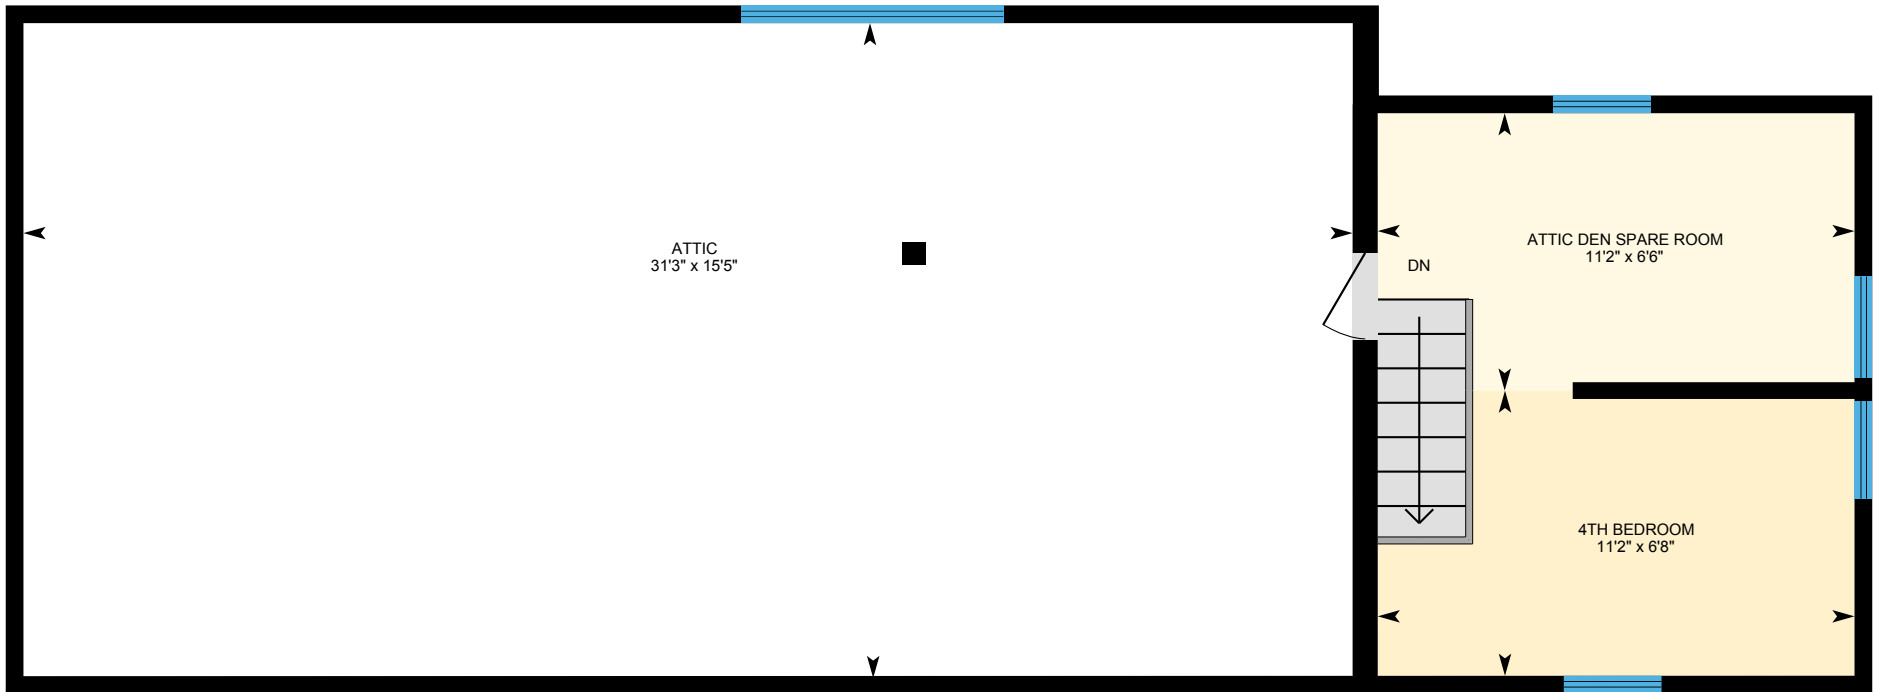 ATTIC
31'3" x 15'5"
DN
ATTIC DEN SPARE ROOM
11'2" x 6'6"
4TH BEDROOM
11'2" x 6'8"